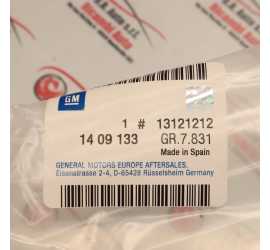 GM
1 # 13121212
14 09 133 GR.7.831
Made in Spain
GENERAL MOTORS EUROPE AFTERSALES,
Eisenstrasse 2-4, D-65428 Rüsselsheim Germany